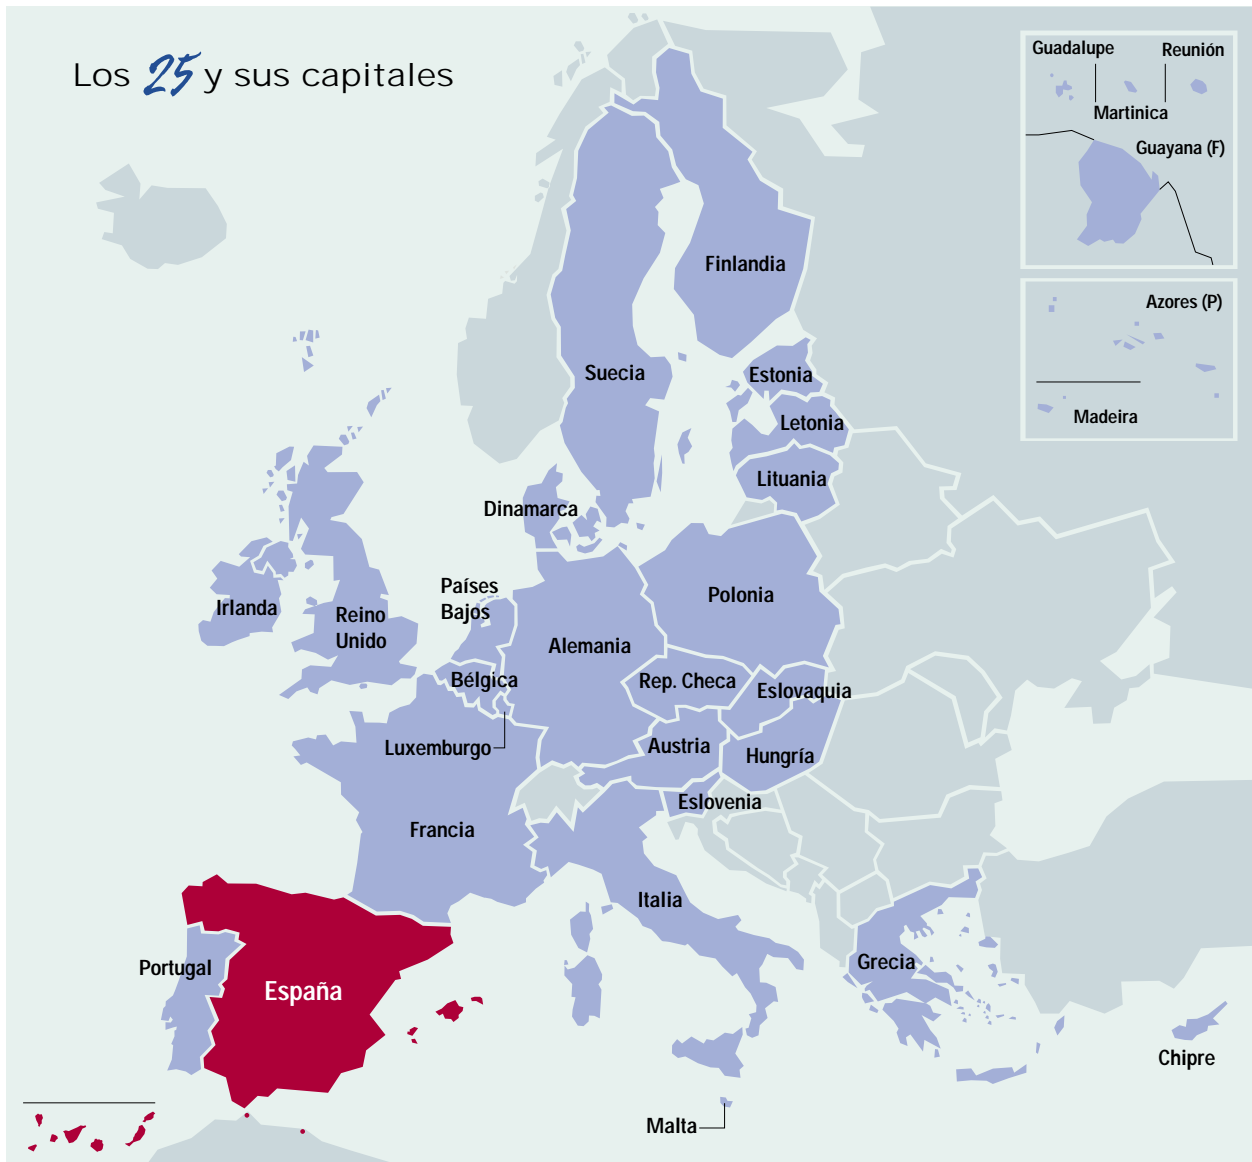 Los 25 y sus capitales
Guadalupe
Reunión
Martinica
Guayana (F)
Finlandia
Azores (P)
Suecia
Estonia
Letonia
Madeira
Lituania
Dinamarca
Países
Bajos
Polonia
Irlanda
Reino
Unido
Alemania
Bélgica
Rep. Checa
Eslovaquia
Luxemburgo
Austria
Hungría
Eslovenia
Francia
Italia
Portugal
Grecia
España
Chipre
Malta